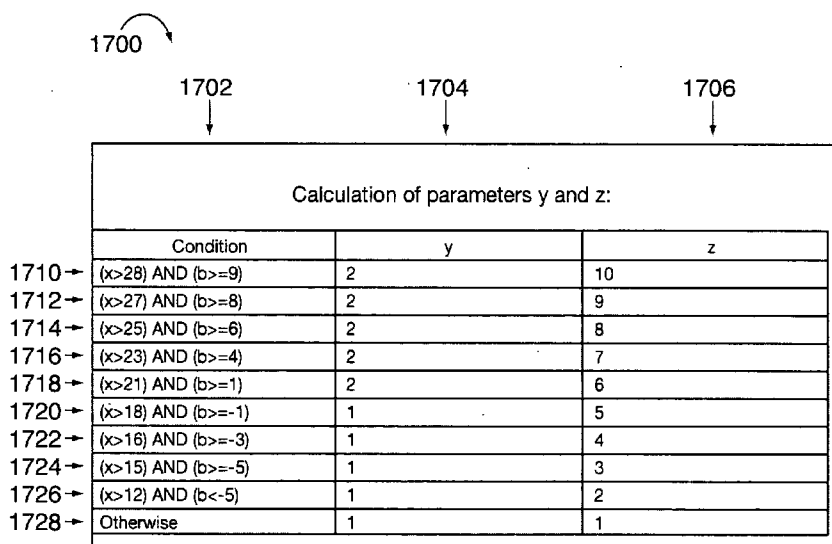 1700
1702 1704 1706
Calculation of parameters y and z:
Condition y z
1710 (x>28) AND (b>=9) 2 10
1712 (x>27) AND (b>=8) 2 9
1714 (x>25) AND (b>=6) 2 8
1716 (x>23) AND (b>=4) 2 7
1718 (x>21) AND (b>=1) 2 6
1720 (x>18) AND (b>=-1) 1 5
1722 (x>16) AND (b>=-3) 1 4
1724 (x>15) AND (b>=-5) 1 3
1726 (x>12) AND (b<-5) 1 2
1728 Otherwise 1 1